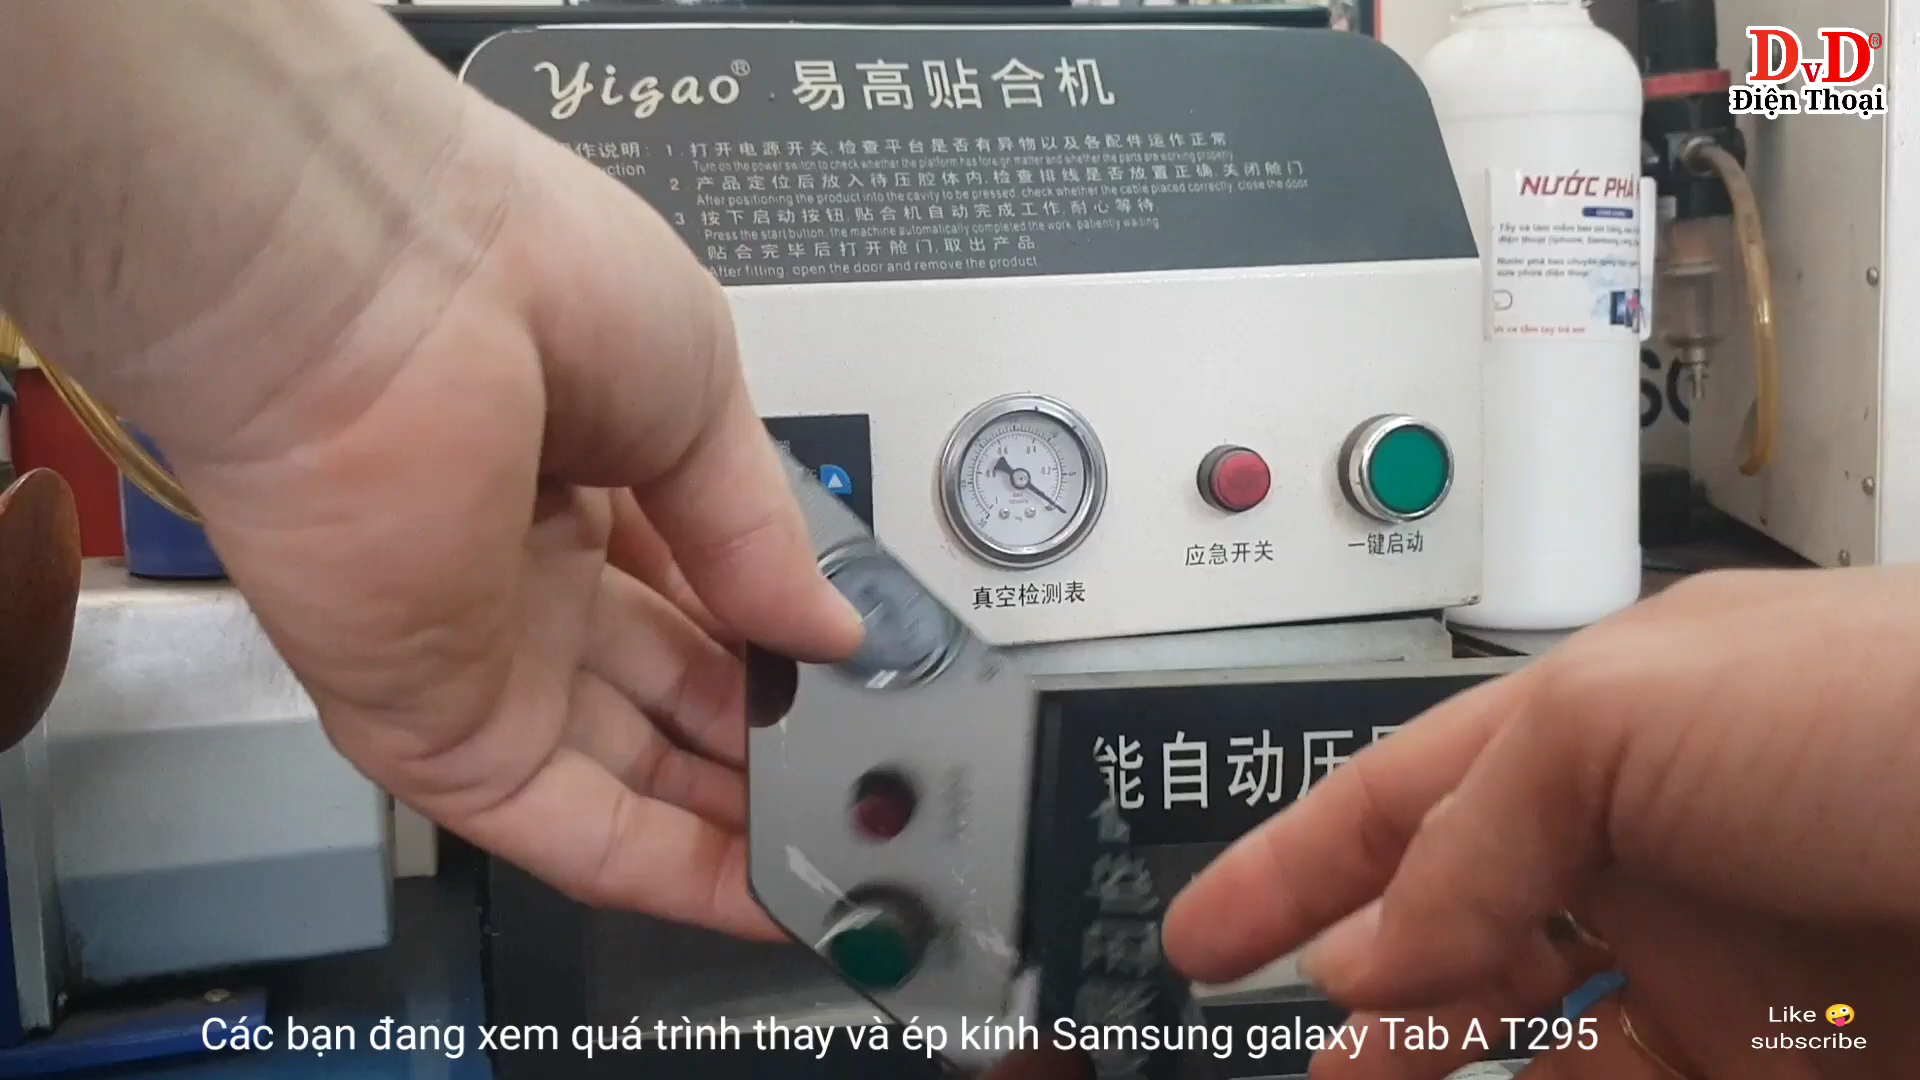 Yigao® 易高贴合机
DvD®
Điện Thoại
作说明: 1. 打开电源开关,检查平台是否有异物以及各配件运作正常
ction Turn on the power switch to check whether the platform has foreign matter and whether the parts are working properly
2. 产品定位后放入待压腔体内,检查排线是否放置正确,关闭舱门
After positioning the product into the cavity to be pressed, check whether the cable placed correctly, close the door
3 按下启动按钮,贴合机自动完成工作,耐心等待,
Press the start button, the machine automatically completed the work, patiently waiting
贴合完毕后打开舱门,取出产品
After fitting open the door and remove the product.
NƯỚC PHÁ
真空检测表
应急开关
一键启动
能自动压
Các bạn đang xem quá trình thay và ép kính Samsung galaxy Tab A T295
Like 🤪
subscribe